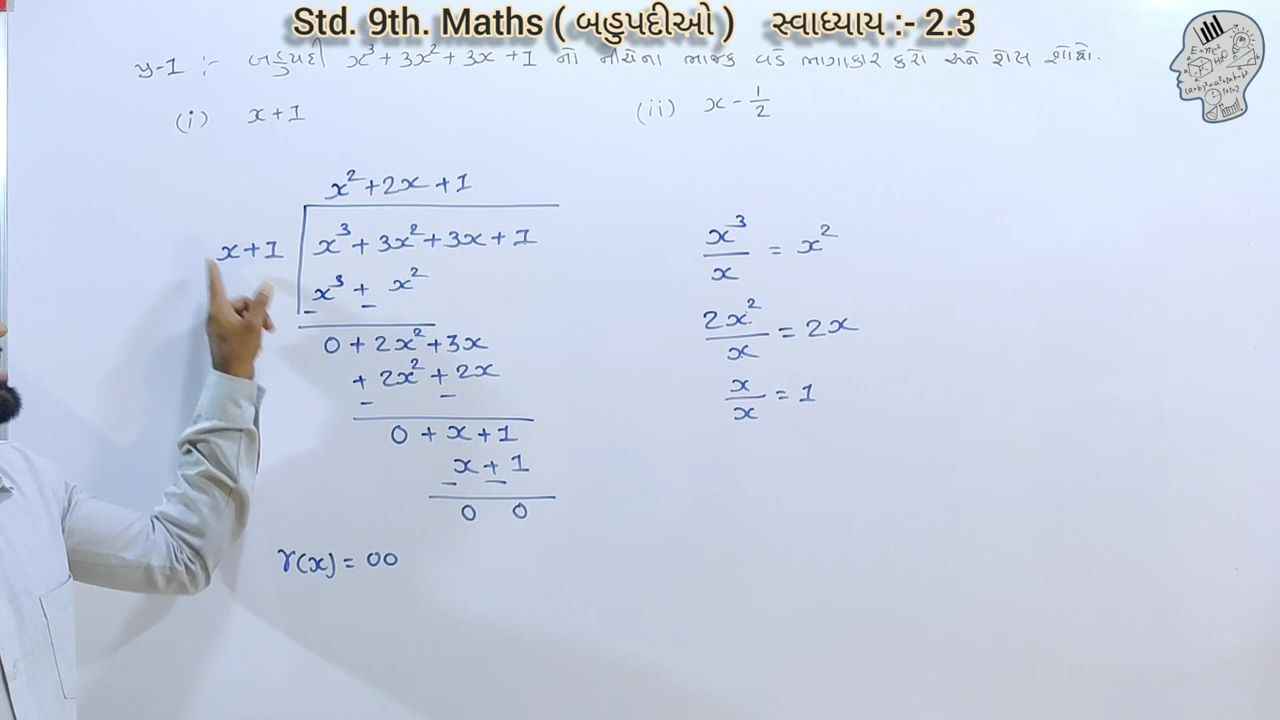 Std. 9th. Maths ( બહુપદીઓ ) સ્વાધ્યાય :- 2.3
પ્ર-1 :- બહુપદી x³ + 3x² + 3x + 1 નો નીચેના ભાજક વડે ભાગાકાર કરો અને શેષ શોધો.
(i) x + 1
(ii) x - 1/2
x² + 2x + 1
x + 1
x³ + 3x² + 3x + 1
x³ + x²
- -
0 + 2x² + 3x
+ 2x² + 2x
- -
0 + x + 1
x + 1
- -
0 0
r(x) = 00
x³/x = x²
2x²/x = 2x
x/x = 1